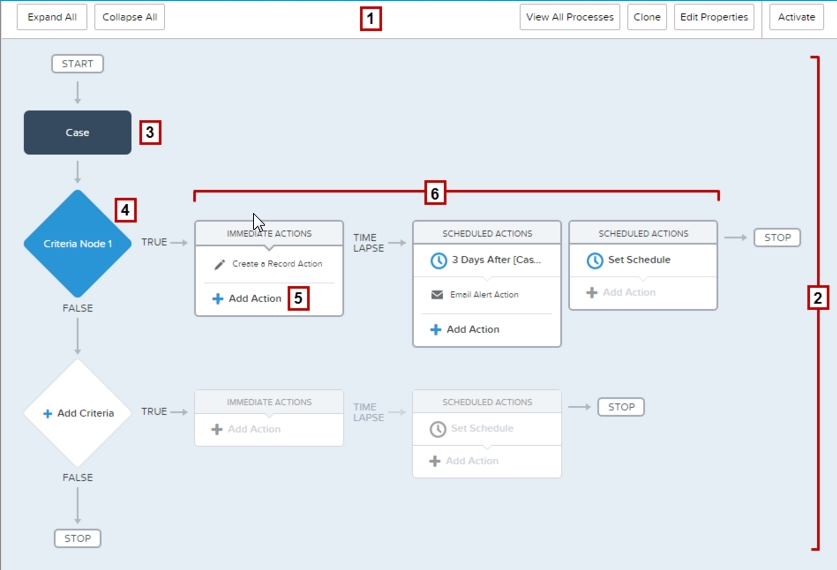 Expand All
Collapse All
1
View All Processes
Clone
Edit Properties
Activate
START
Case
3
4
6
Criteria Node 1
TRUE
IMMEDIATE ACTIONS
Create a Record Action
Add Action
5
TIME
LAPSE
SCHEDULED ACTIONS
3 Days After [Cas...
Email Alert Action
Add Action
SCHEDULED ACTIONS
Set Schedule
Add Action
STOP
2
FALSE
Add Criteria
TRUE
IMMEDIATE ACTIONS
Add Action
TIME
LAPSE
SCHEDULED ACTIONS
Set Schedule
Add Action
STOP
FALSE
STOP